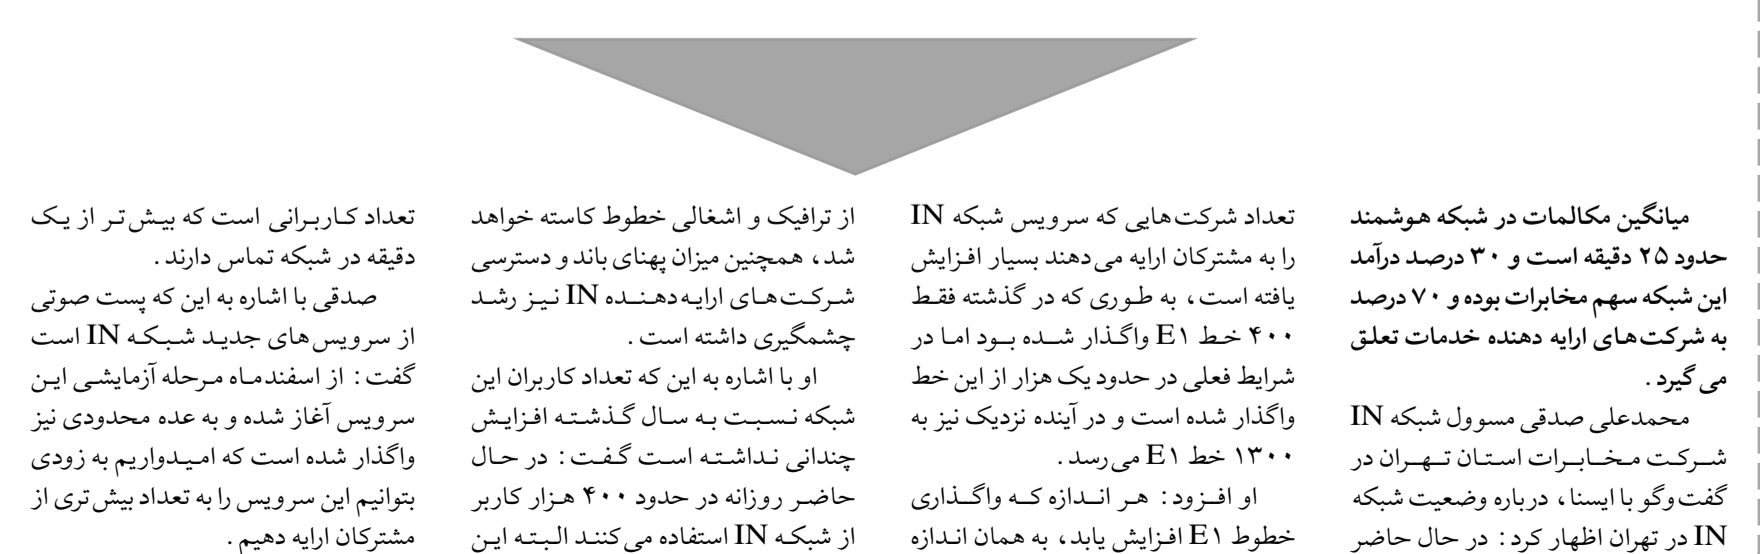 میانگین مکالمات در شبکه هوشمند
حدود ۲۵ دقیقه است و ۳۰ درصد درآمد
این شبکه سهم مخابرات بوده و ۷۰ درصد
به شرکت‌های ارایه دهنده خدمات تعلق
می‌گیرد.
محمدعلی صدقی مسوول شبکه IN
شرکت مخابرات استان تهران در
گفت‌وگو با ایسنا، درباره وضعیت شبکه
IN در تهران اظهار کرد: در حال حاضر
تعداد شرکت‌هایی که سرویس شبکه IN
را به مشترکان ارایه می‌دهند بسیار افزایش
یافته است، به طوری که در گذشته فقط
۴۰۰ خط E۱ واگذار شده بود اما در
شرایط فعلی در حدود یک هزار از این خط
واگذار شده است و در آینده نزدیک نیز به
۱۳۰۰ خط E۱ می‌رسد.
او افزود: هر اندازه که واگذاری
خطوط E۱ افزایش یابد، به همان اندازه
از ترافیک و اشغالی خطوط کاسته خواهد
شد، همچنین میزان پهنای باند و دسترسی
شرکت‌های ارایه‌دهنده IN نیز رشد
چشمگیری داشته است.
او با اشاره به این که تعداد کاربران این
شبکه نسبت به سال گذشته افزایش
چندانی نداشته است گفت: در حال
حاضر روزانه در حدود ۴۰۰ هزار کاربر
از شبکه IN استفاده می‌کنند البته این
تعداد کاربرانی است که بیش‌تر از یک
دقیقه در شبکه تماس دارند.
صدقی با اشاره به این که پست صوتی
از سرویس‌های جدید شبکه IN است
گفت: از اسفندماه مرحله آزمایشی این
سرویس آغاز شده و به عده محدودی نیز
واگذار شده است که امیدواریم به زودی
بتوانیم این سرویس را به تعداد بیش‌تری از
مشترکان ارایه دهیم.